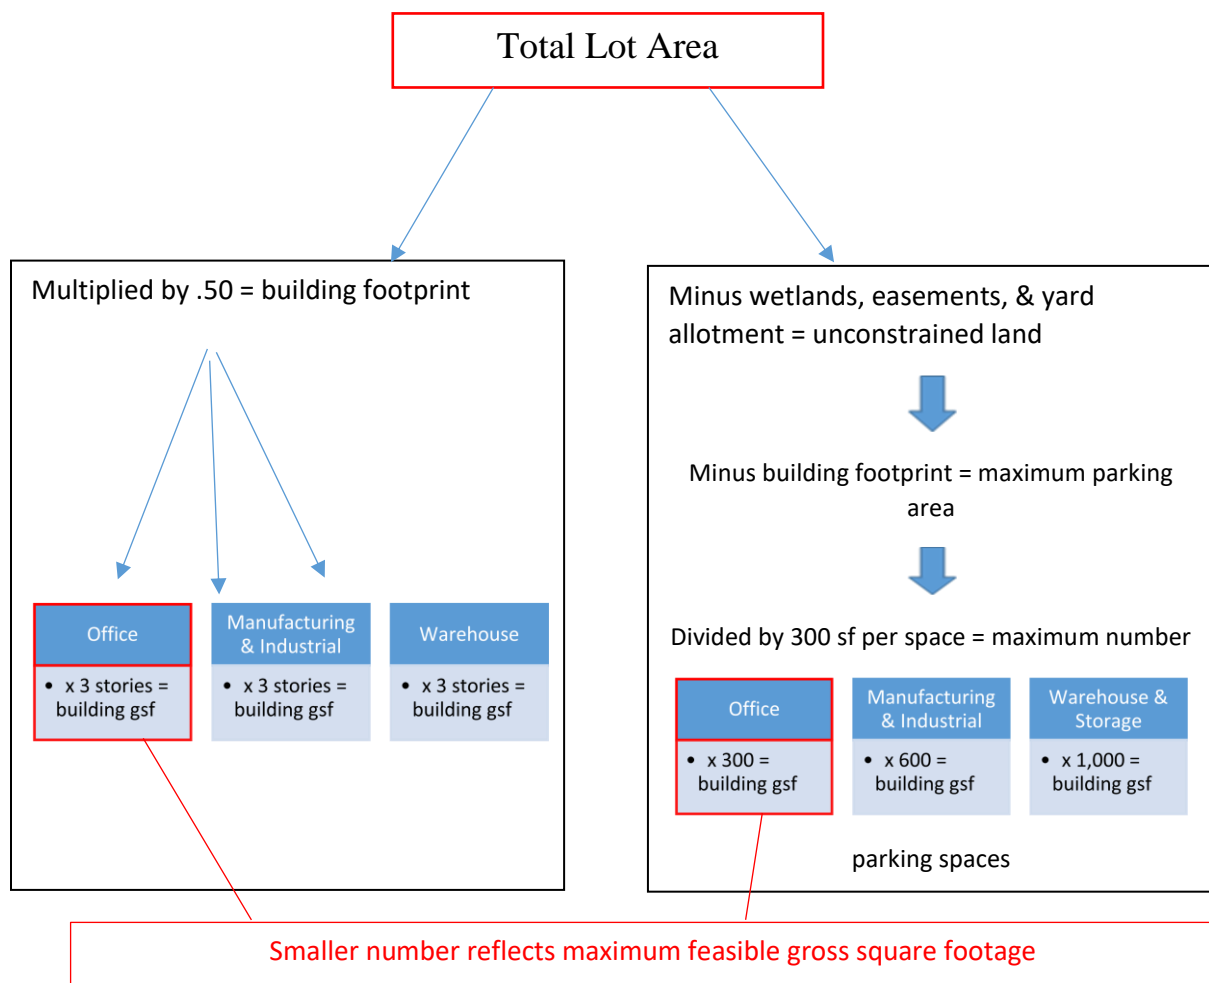 Total Lot Area
Multiplied by .50 = building footprint
Office
• x 3 stories =
building gsf
Manufacturing
& Industrial
• x 3 stories =
building gsf
Warehouse
• x 3 stories =
building gsf
Minus wetlands, easements, & yard
allotment = unconstrained land
Minus building footprint = maximum parking
area
Divided by 300 sf per space = maximum number
Office
• x 300 =
building gsf
Manufacturing
& Industrial
• x 600 =
building gsf
Warehouse &
Storage
• x 1,000 =
building gsf
parking spaces
Smaller number reflects maximum feasible gross square footage